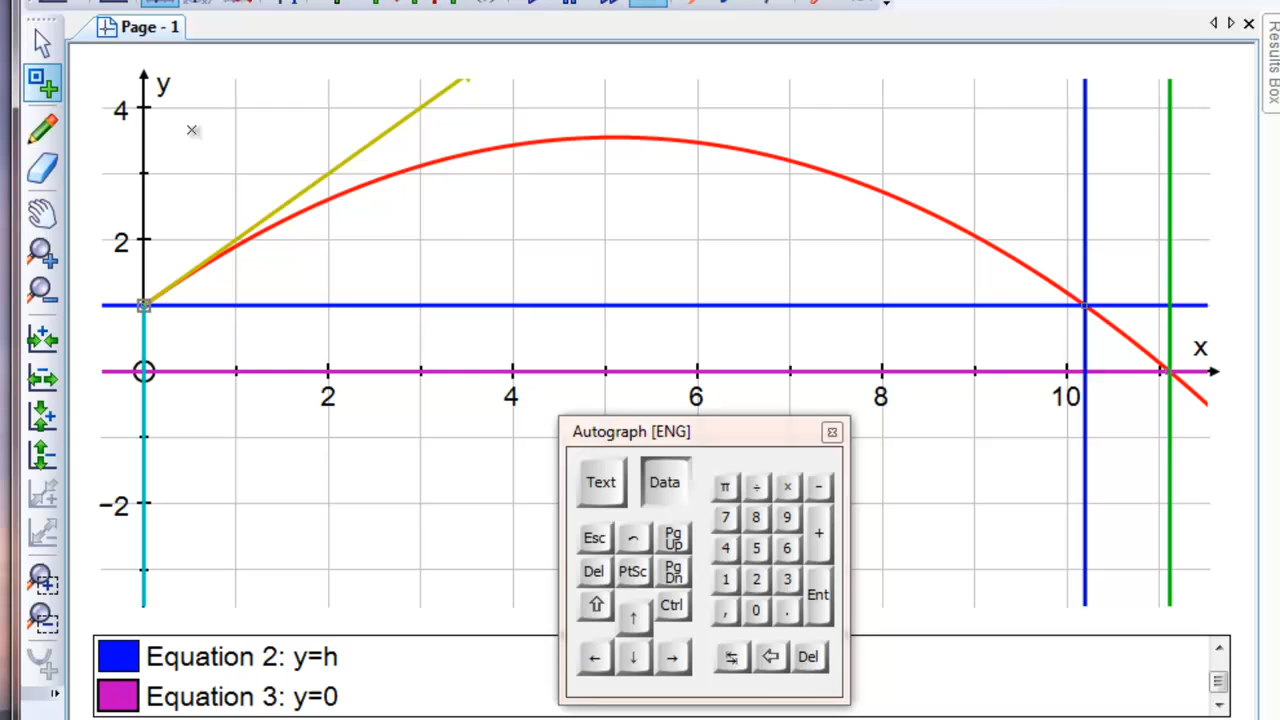 Page - 1
Results Box
y
4
2
x
2
4
6
8
10
−2
Autograph [ENG]
Text
Data
π ÷ × -
Esc
Pg Up
7 8 9
+
Del
PtSc
Pg Dn
4 5 6
Ctrl
1 2 3
Ent
, 0 .
Del
Equation 2: y=h
Equation 3: y=0